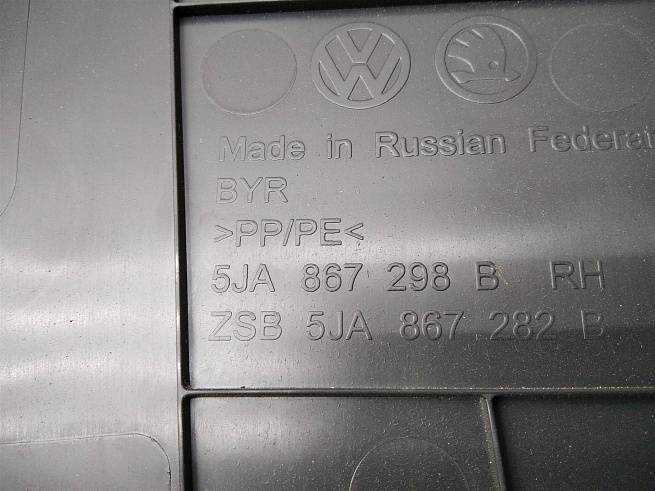 Made in Russian Federat
BYR
>PP/PE<
5JA 867 298 B RH
ZSB 5JA 867 282 B